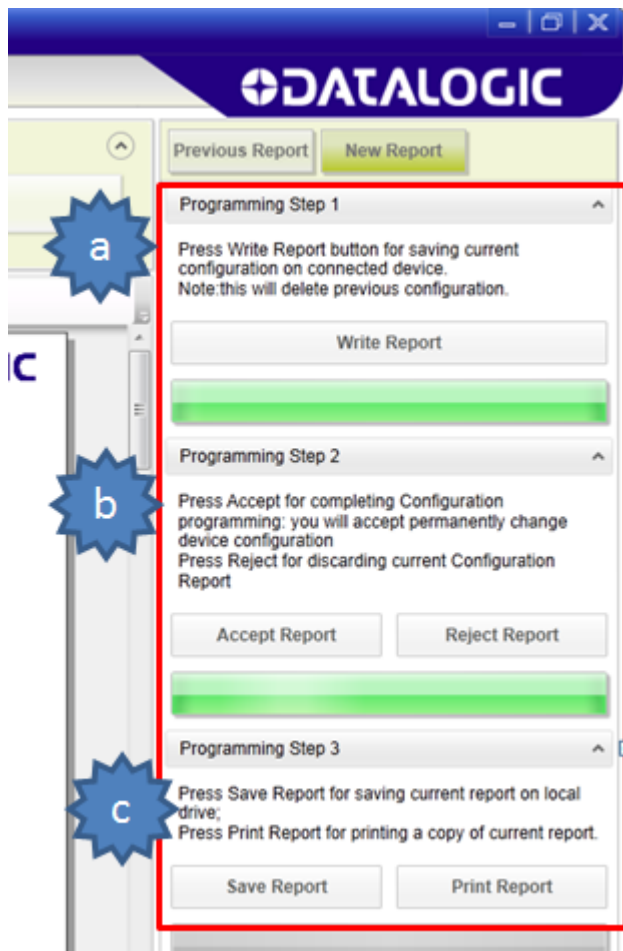 DATALOGIC
Previous Report New Report
Programming Step 1
a
Press Write Report button for saving current
configuration on connected device.
Note:this will delete previous configuration.
Write Report
IC
Programming Step 2
b
Press Accept for completing Configuration
programming: you will accept permanently change
device configuration
Press Reject for discarding current Configuration
Report
Accept Report Reject Report
Programming Step 3
c
Press Save Report for saving current report on local
drive;
Press Print Report for printing a copy of current report.
Save Report Print Report